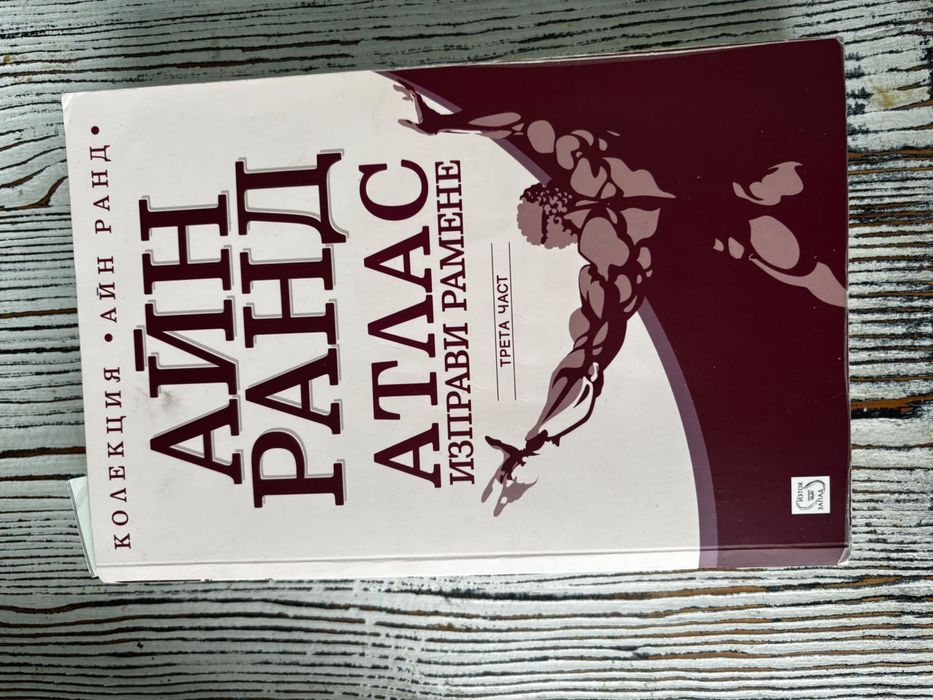 КОЛЕКЦИЯ • АЙН РАНД •
АЙН
РАНД
АТЛАС
ИЗПРАВИ РАМЕНЕ
ТРЕТА ЧАСТ
ИЗТОК
ЗАПАД